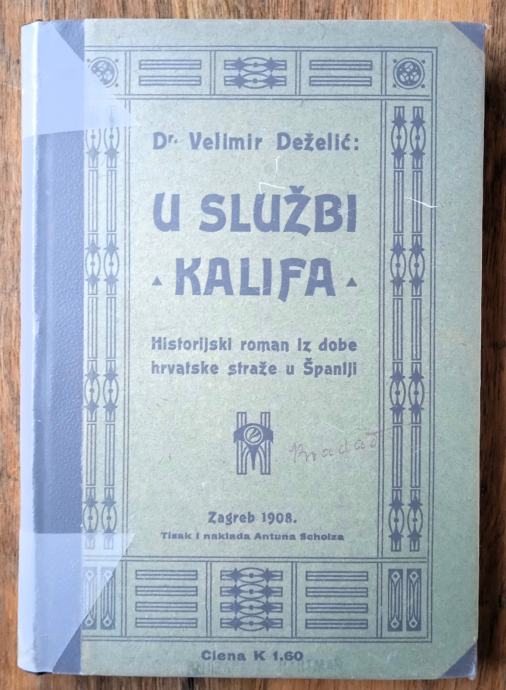 Dr. Velimir Deželić:
U SLUŽBI
KALIFA
Historijski roman iz dobe
hrvatske straže u Španiji
Zagreb 1908.
Tisak i naklada Antuna Scholza
Ciena K 1.60